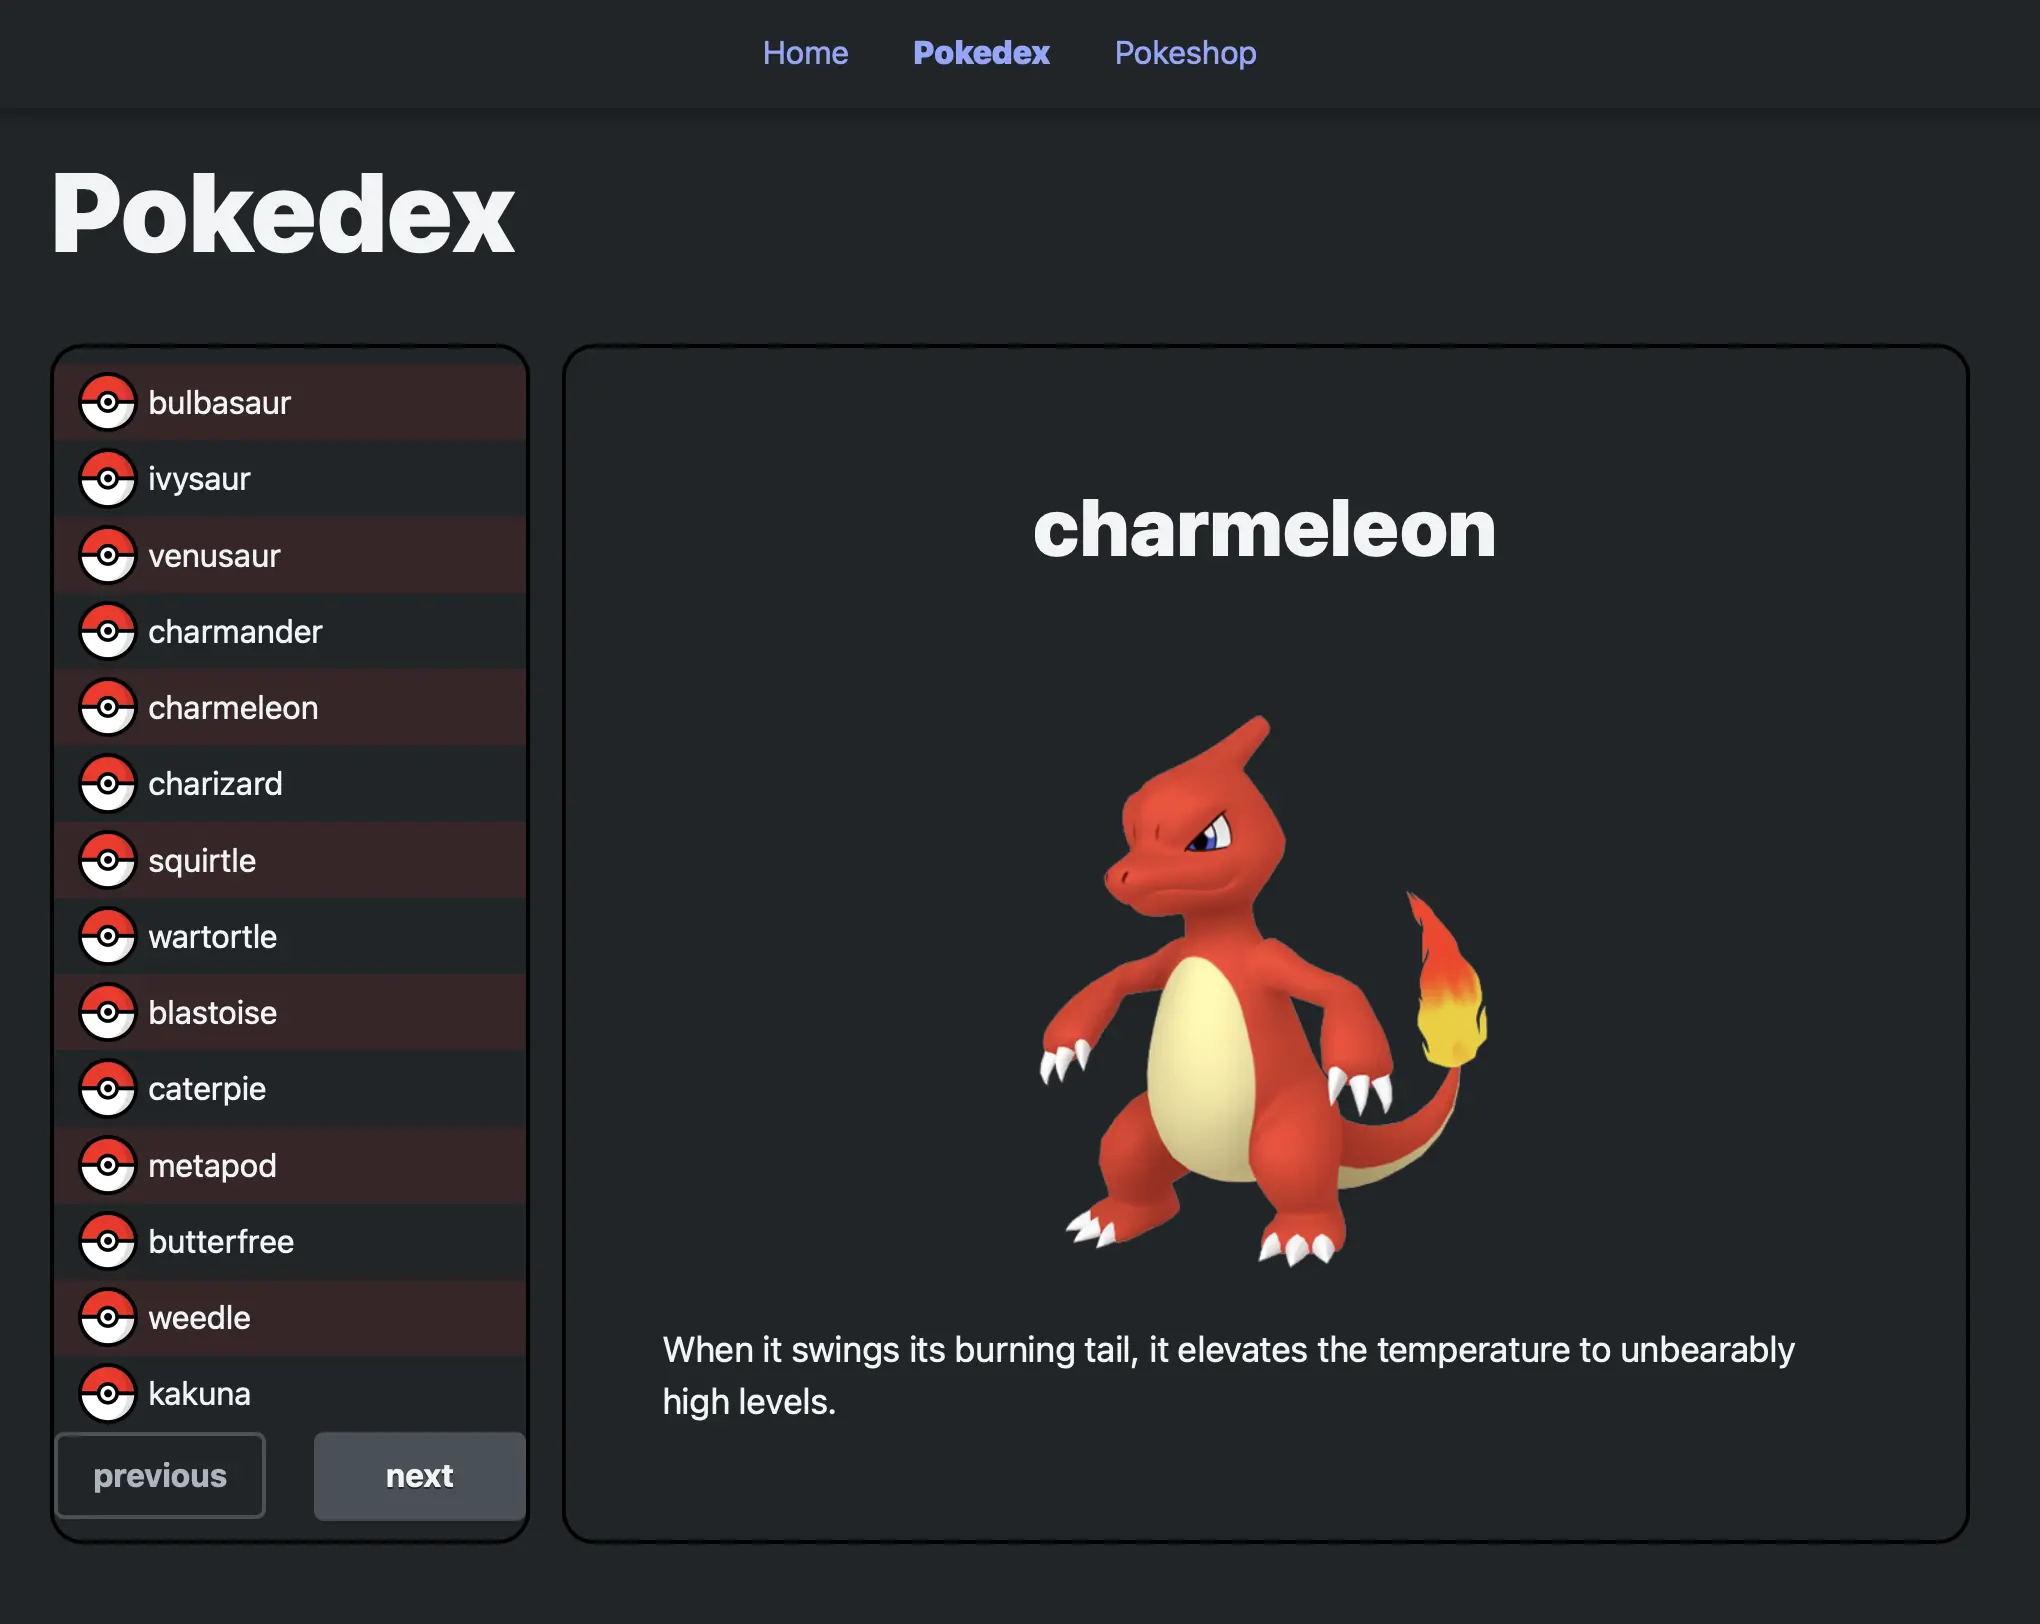 Home Pokedex Pokeshop
Pokedex
bulbasaur
ivysaur
venusaur
charmander
charmeleon
charizard
squirtle
wartortle
blastoise
caterpie
metapod
butterfree
weedle
kakuna
previous next
charmeleon
When it swings its burning tail, it elevates the temperature to unbearably
high levels.